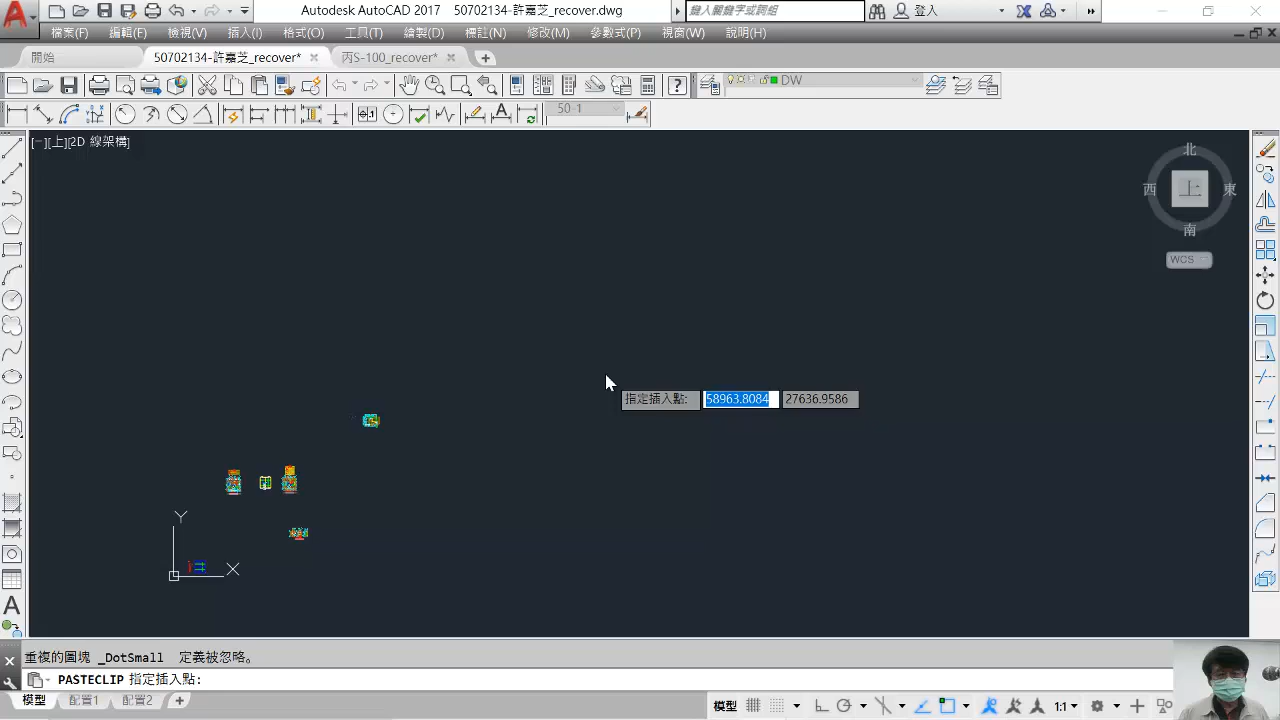 Autodesk AutoCAD 2017 50702134-許嘉芝_recover.dwg
鍵入關鍵字或詞組
登入
檔案(F) 編輯(E) 檢視(V) 插入(I) 格式(O) 工具(T) 繪製(D) 標註(N) 修改(M) 參數式(P) 視窗(W) 說明(H)
開始 50702134-許嘉芝_recover* 丙S-100_recover*
DW
50-1
[−][上][2D 線架構]
北
西 上 東
南
WCS
指定插入點: 58963.8084 27636.9586
Y
X
重複的圖塊 _DotSmall 定義被忽略。
PASTECLIP 指定插入點:
模型 配置1 配置2 +
模型 1:1